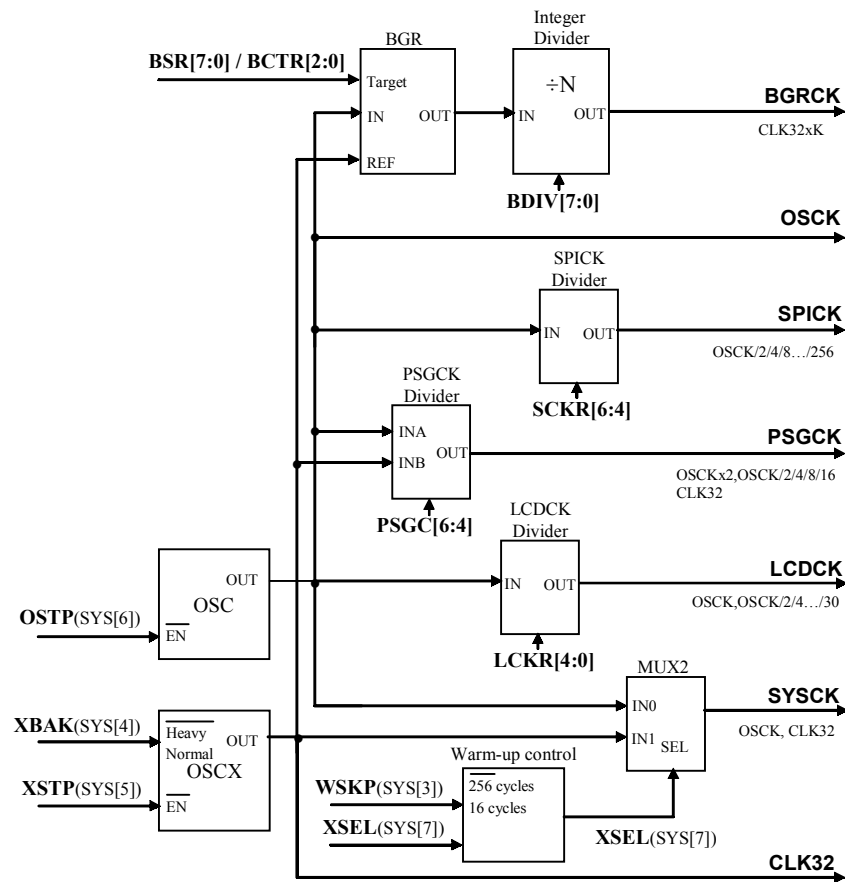 Integer
Divider
BGR
BSR[7:0] / BCTR[2:0]
Target
÷N
BGRCK
IN
OUT
IN
OUT
CLK32xK
REF
BDIV[7:0]
OSCK
SPICK
Divider
SPICK
IN
OUT
OSCK/2/4/8…/256
PSGCK
Divider
SCKR[6:4]
INA
PSGCK
OUT
INB
OSCKx2,OSCK/2/4/8/16
CLK32
PSGC[6:4]
LCDCK
Divider
LCDCK
OUT
IN
OUT
OSC
OSCK,OSCK/2/4…/30
OSTP(SYS[6])
EN
LCKR[4:0]
MUX2
SYSCK
IN0
XBAK(SYS[4])
Heavy
Normal
OUT
IN1
OSCK, CLK32
SEL
OSCX
Warm-up control
XSTP(SYS[5])
EN
WSKP(SYS[3])
256 cycles
16 cycles
XSEL(SYS[7])
XSEL(SYS[7])
CLK32